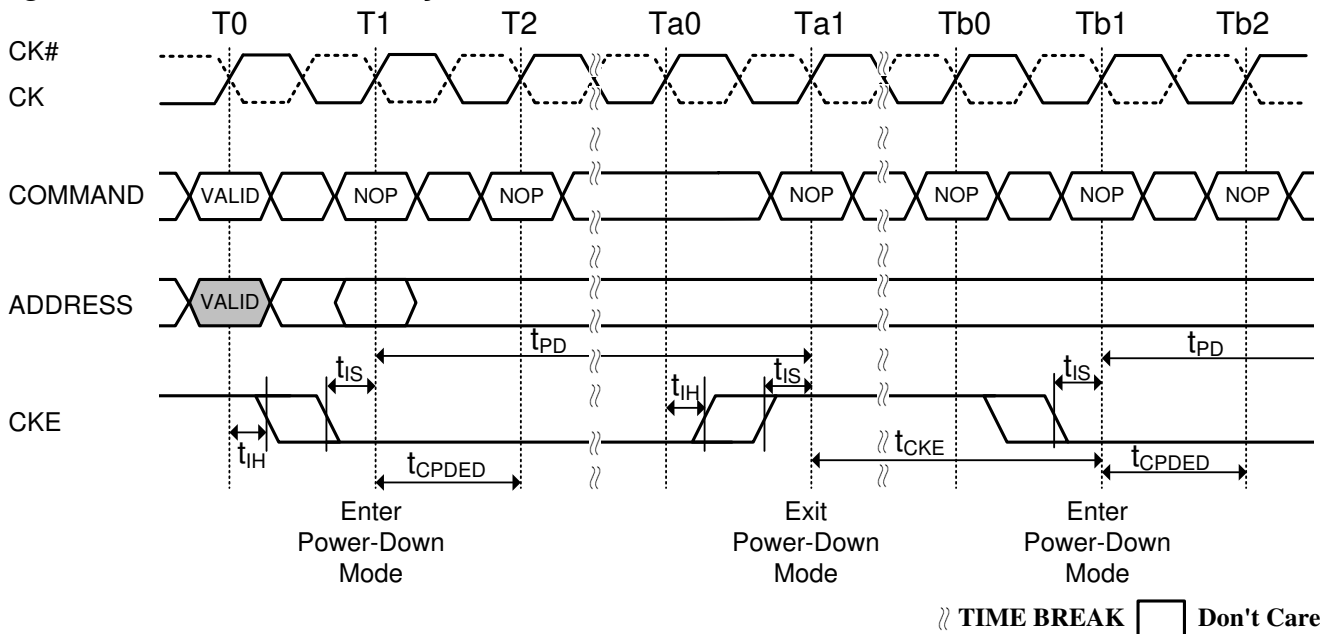 T0 T1 T2 Ta0 Ta1 Tb0 Tb1 Tb2
CK#
CK
COMMAND VALID NOP NOP NOP NOP NOP NOP
ADDRESS VALID
tPD tPD
tIS tIS tIS
tIH
CKE
tIH
tCKE
tCPDED tCPDED
Enter Power-Down Mode
Exit Power-Down Mode
Enter Power-Down Mode
TIME BREAK Don't Care